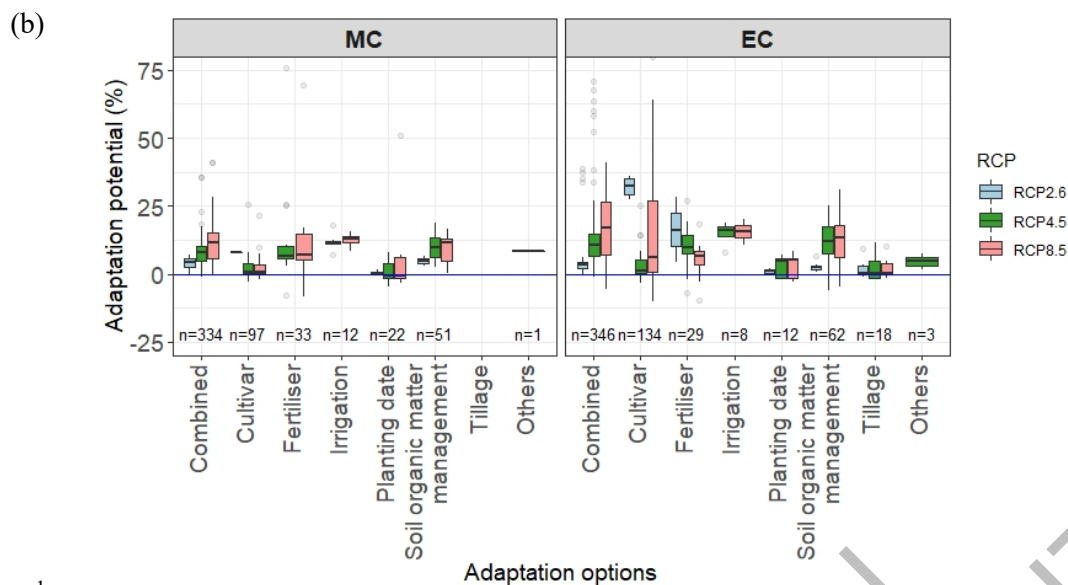 (b)
MC EC
Adaptation potential (%)
75
50
25
0
-25
n=334 n=97 n=33 n=12 n=22 n=51 n=1
n=346 n=134 n=29 n=8 n=12 n=62 n=18 n=3
Combined
Cultivar
Fertiliser
Irrigation
Planting date
Soil organic matter
management
Tillage
Others
Combined
Cultivar
Fertiliser
Irrigation
Planting date
Soil organic matter
management
Tillage
Others
Adaptation options
RCP
RCP2.6
RCP4.5
RCP8.5